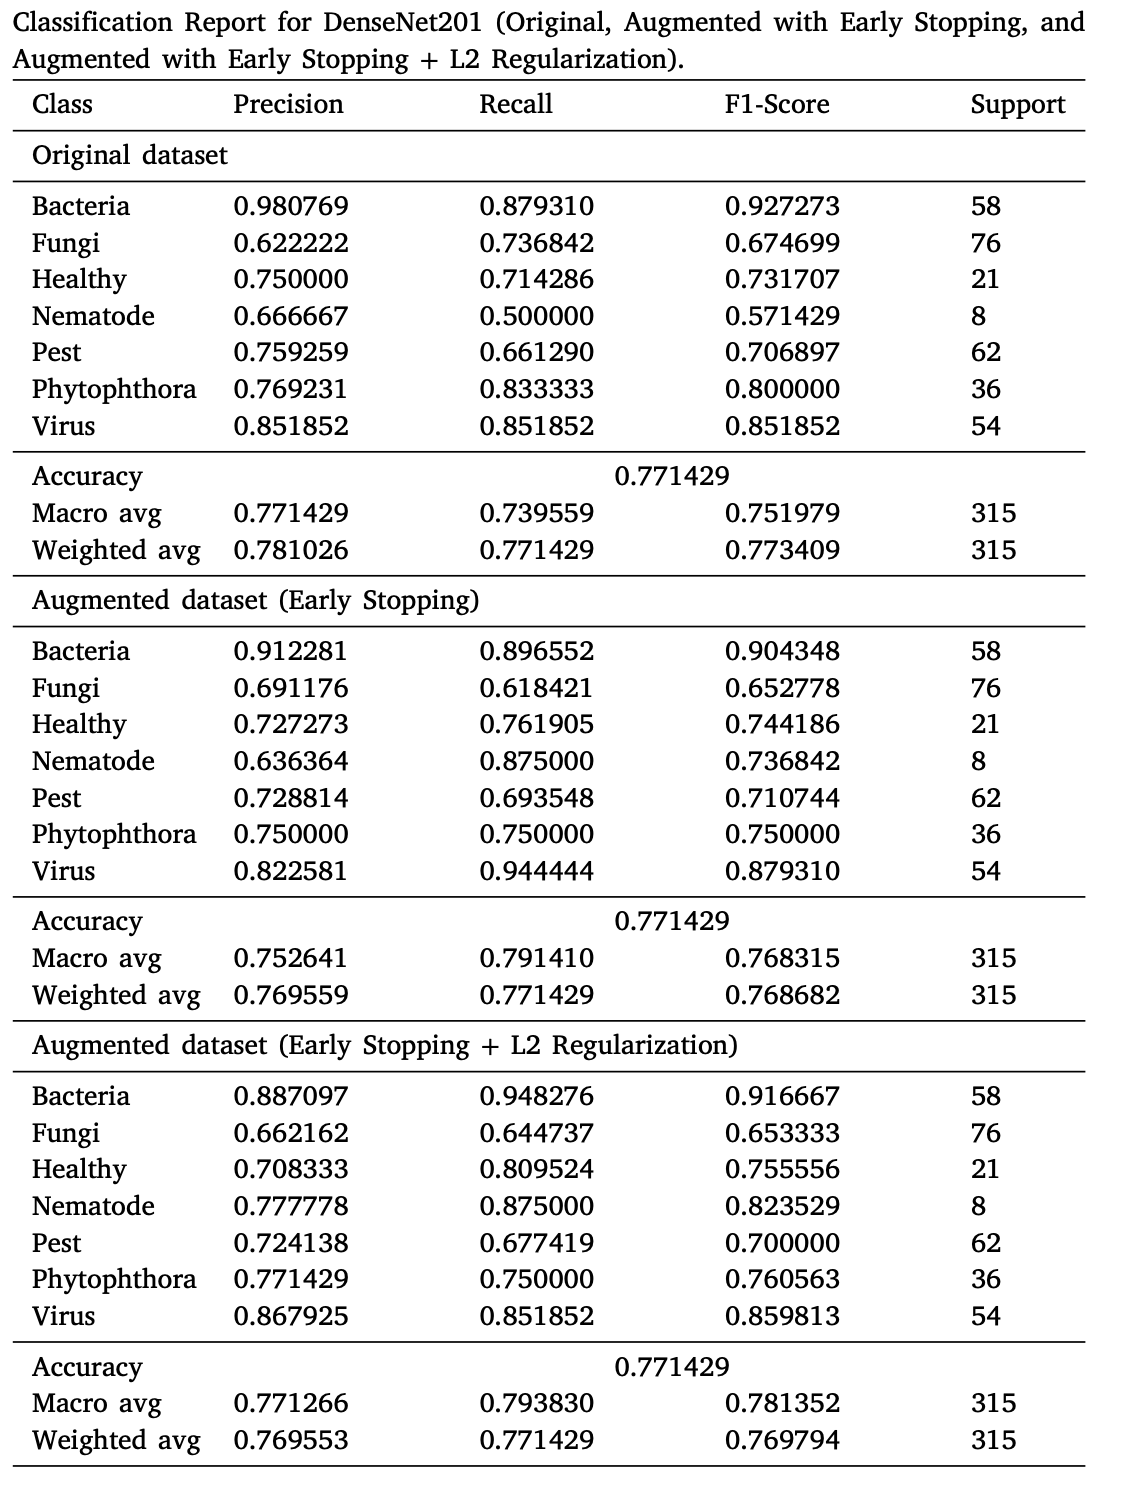 Classification Report for DenseNet201 (Original, Augmented with Early Stopping, and
Augmented with Early Stopping + L2 Regularization).
Class Precision Recall F1-Score Support
Original dataset
Bacteria 0.980769 0.879310 0.927273 58
Fungi 0.622222 0.736842 0.674699 76
Healthy 0.750000 0.714286 0.731707 21
Nematode 0.666667 0.500000 0.571429 8
Pest 0.759259 0.661290 0.706897 62
Phytophthora 0.769231 0.833333 0.800000 36
Virus 0.851852 0.851852 0.851852 54
Accuracy 0.771429
Macro avg 0.771429 0.739559 0.751979 315
Weighted avg 0.781026 0.771429 0.773409 315
Augmented dataset (Early Stopping)
Bacteria 0.912281 0.896552 0.904348 58
Fungi 0.691176 0.618421 0.652778 76
Healthy 0.727273 0.761905 0.744186 21
Nematode 0.636364 0.875000 0.736842 8
Pest 0.728814 0.693548 0.710744 62
Phytophthora 0.750000 0.750000 0.750000 36
Virus 0.822581 0.944444 0.879310 54
Accuracy 0.771429
Macro avg 0.752641 0.791410 0.768315 315
Weighted avg 0.769559 0.771429 0.768682 315
Augmented dataset (Early Stopping + L2 Regularization)
Bacteria 0.887097 0.948276 0.916667 58
Fungi 0.662162 0.644737 0.653333 76
Healthy 0.708333 0.809524 0.755556 21
Nematode 0.777778 0.875000 0.823529 8
Pest 0.724138 0.677419 0.700000 62
Phytophthora 0.771429 0.750000 0.760563 36
Virus 0.867925 0.851852 0.859813 54
Accuracy 0.771429
Macro avg 0.771266 0.793830 0.781352 315
Weighted avg 0.769553 0.771429 0.769794 315